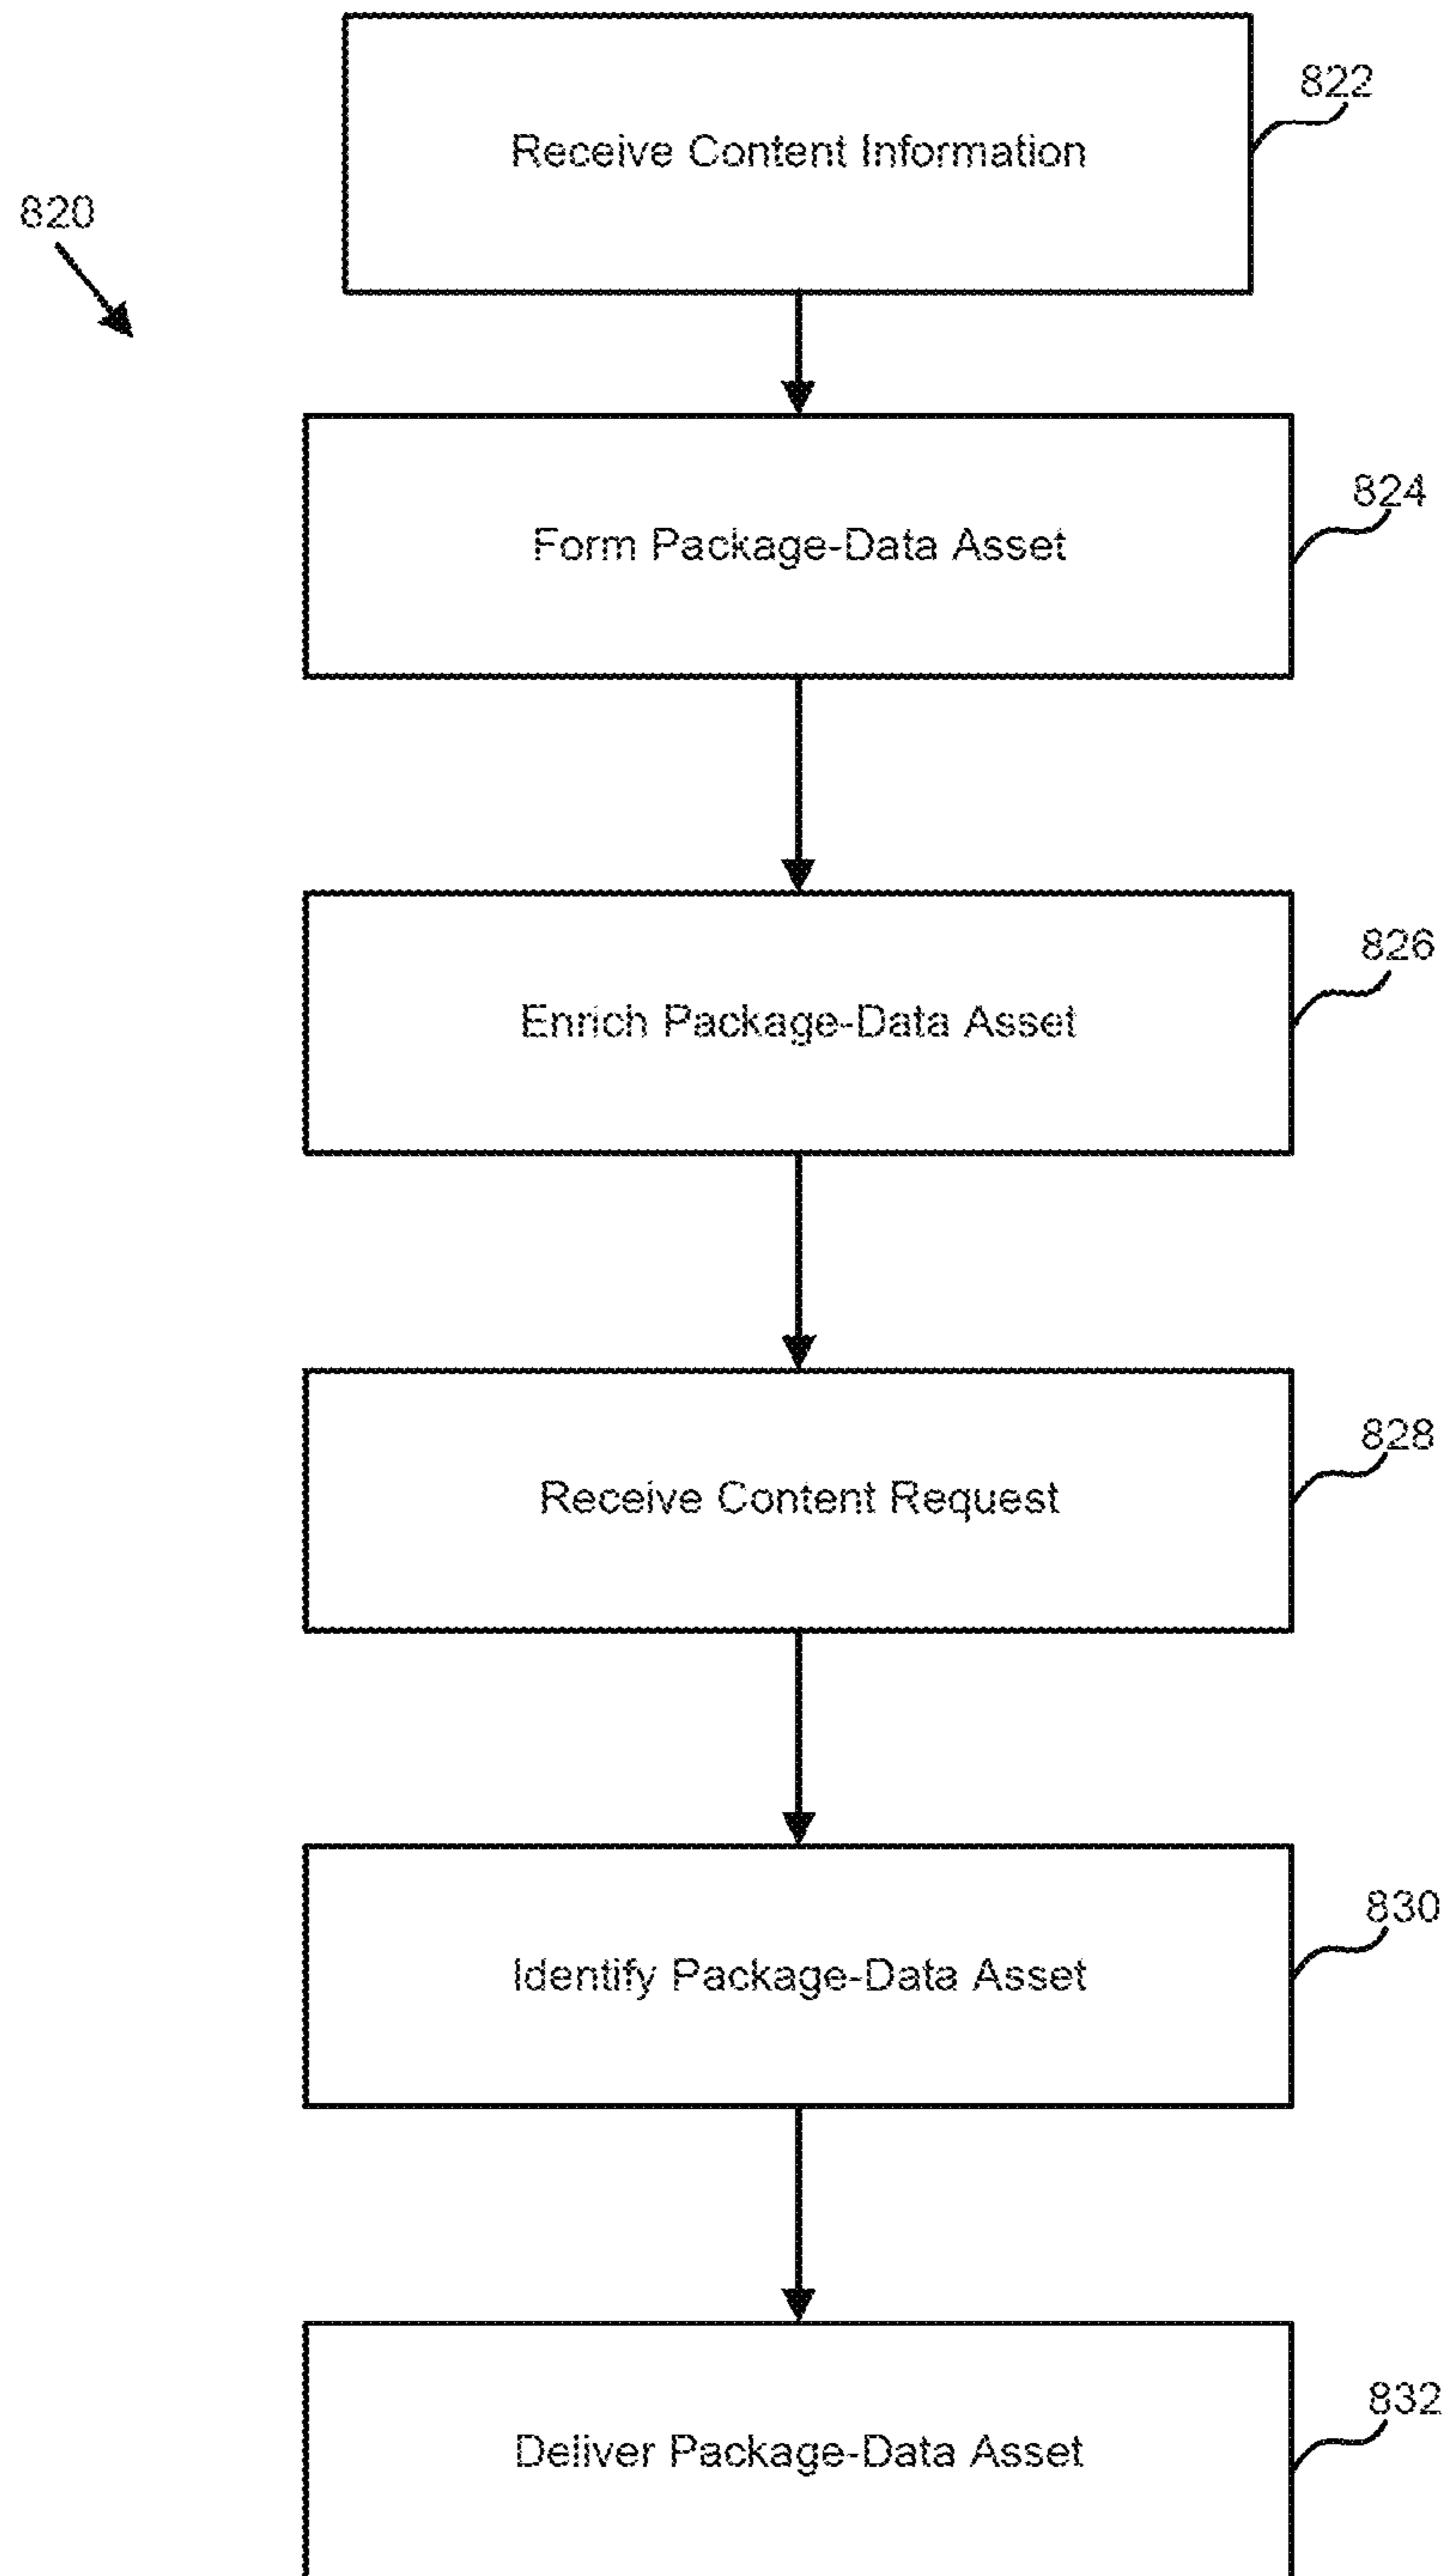 822
Receive Content Information
820
824
Form Package-Data Asset
826
Enrich Package-Data Asset
828
Receive Content Request
830
Identify Package-Data Asset
832
Deliver Package-Data Asset